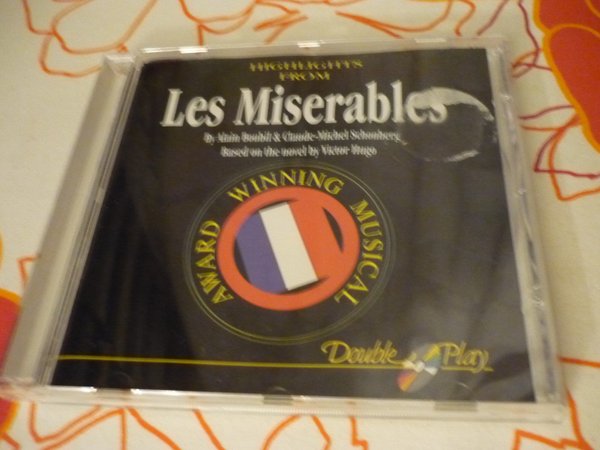 HIGHLIGHTS
FROM
Les Miserables
By Alain Boublil & Claude-Michel Schonberg
Based on the novel by Victor Hugo
AWARD WINNING MUSICAL
Double Play